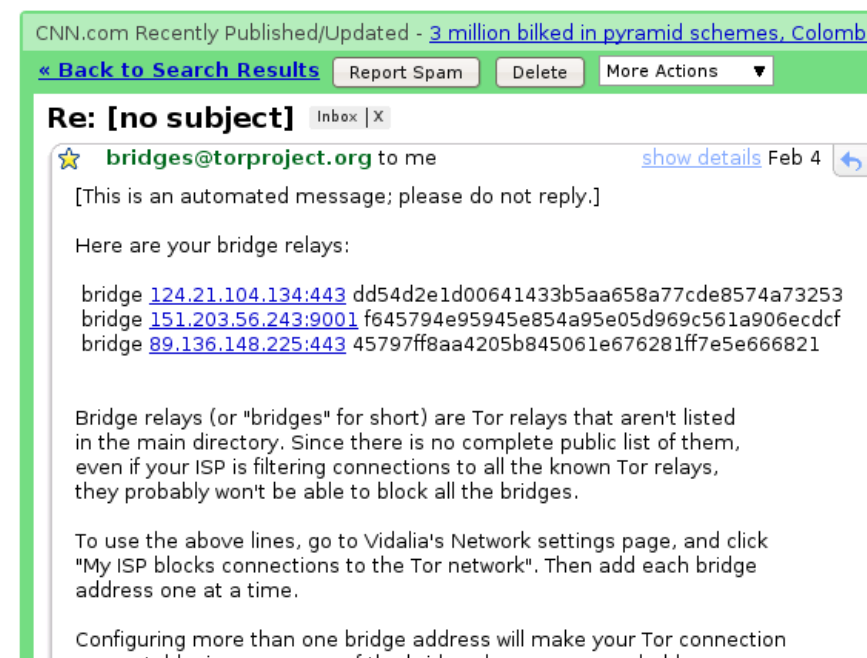 CNN.com Recently Published/Updated - 3 million bilked in pyramid schemes, Colomb
« Back to Search Results Report Spam Delete More Actions ▼
Re: [no subject] Inbox | X
bridges@torproject.org to me show details Feb 4
[This is an automated message; please do not reply.]
Here are your bridge relays:
bridge 124.21.104.134:443 dd54d2e1d00641433b5aa658a77cde8574a73253
bridge 151.203.56.243:9001 f645794e95945e854a95e05d969c561a906ecdcf
bridge 89.136.148.225:443 45797ff8aa4205b845061e676281ff7e5e666821
Bridge relays (or "bridges" for short) are Tor relays that aren't listed
in the main directory. Since there is no complete public list of them,
even if your ISP is filtering connections to all the known Tor relays,
they probably won't be able to block all the bridges.
To use the above lines, go to Vidalia's Network settings page, and click
"My ISP blocks connections to the Tor network". Then add each bridge
address one at a time.
Configuring more than one bridge address will make your Tor connection